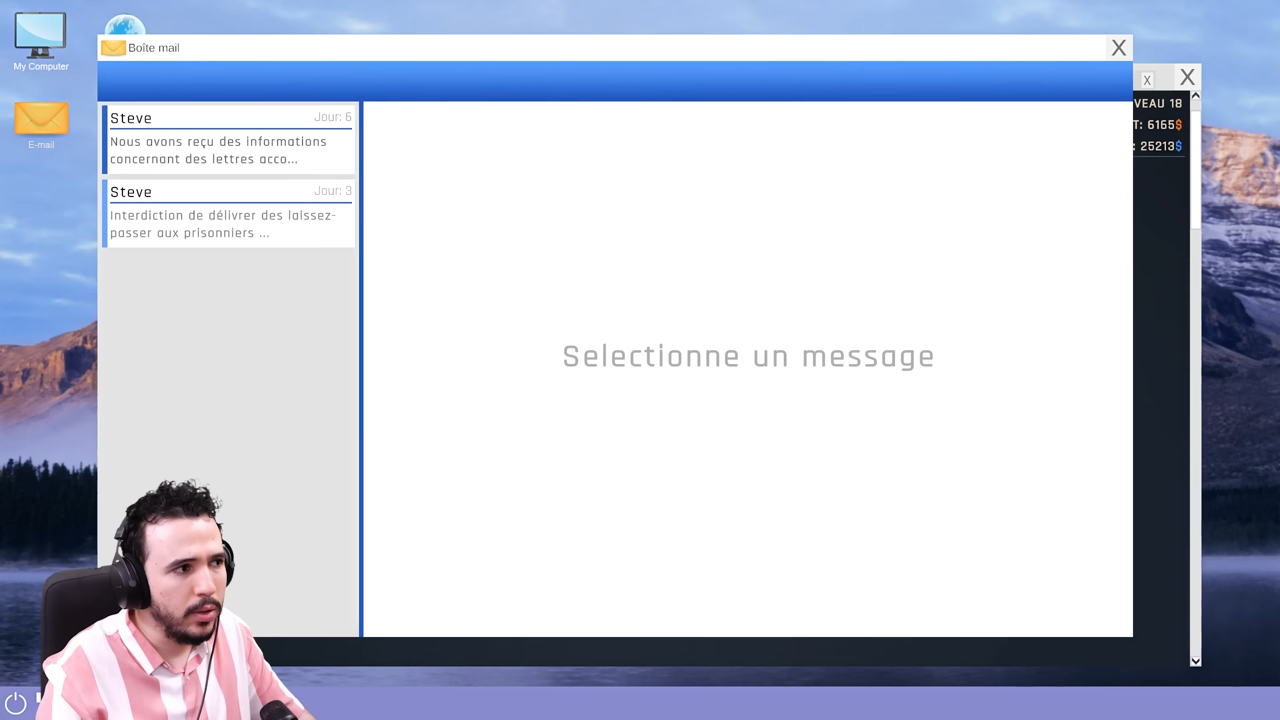 My Computer
E-mail
Boîte mail
X
X
X
VEAU 18
T: 6165$
: 25213$
Steve
Jour: 6
Nous avons reçu des informations
concernant des lettres acco...
Steve
Jour: 3
Interdiction de délivrer des laissez-
passer aux prisonniers ...
Selectionne un message